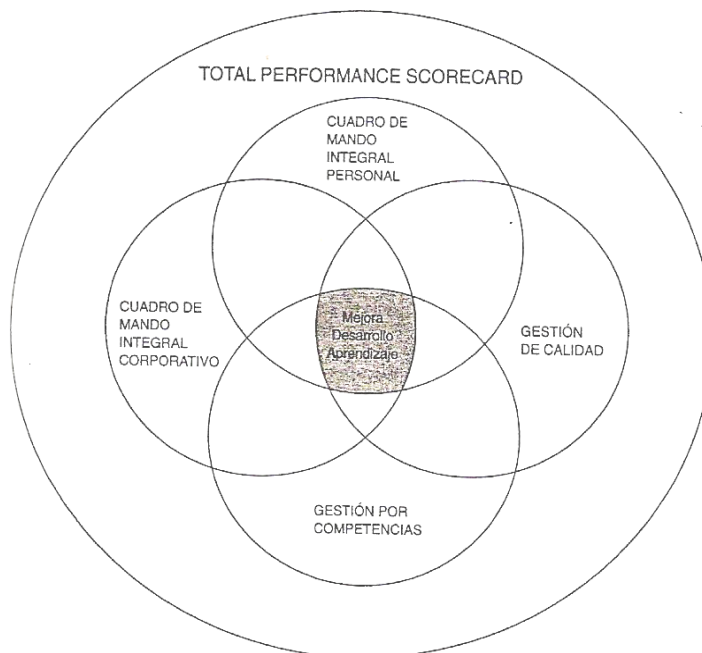 TOTAL PERFORMANCE SCORECARD
CUADRO DE
MANDO
INTEGRAL
PERSONAL
CUADRO DE
MANDO
INTEGRAL
CORPORATIVO
Mejora
Desarrollo
Aprendizaje
GESTIÓN
DE CALIDAD
GESTIÓN POR
COMPETENCIAS